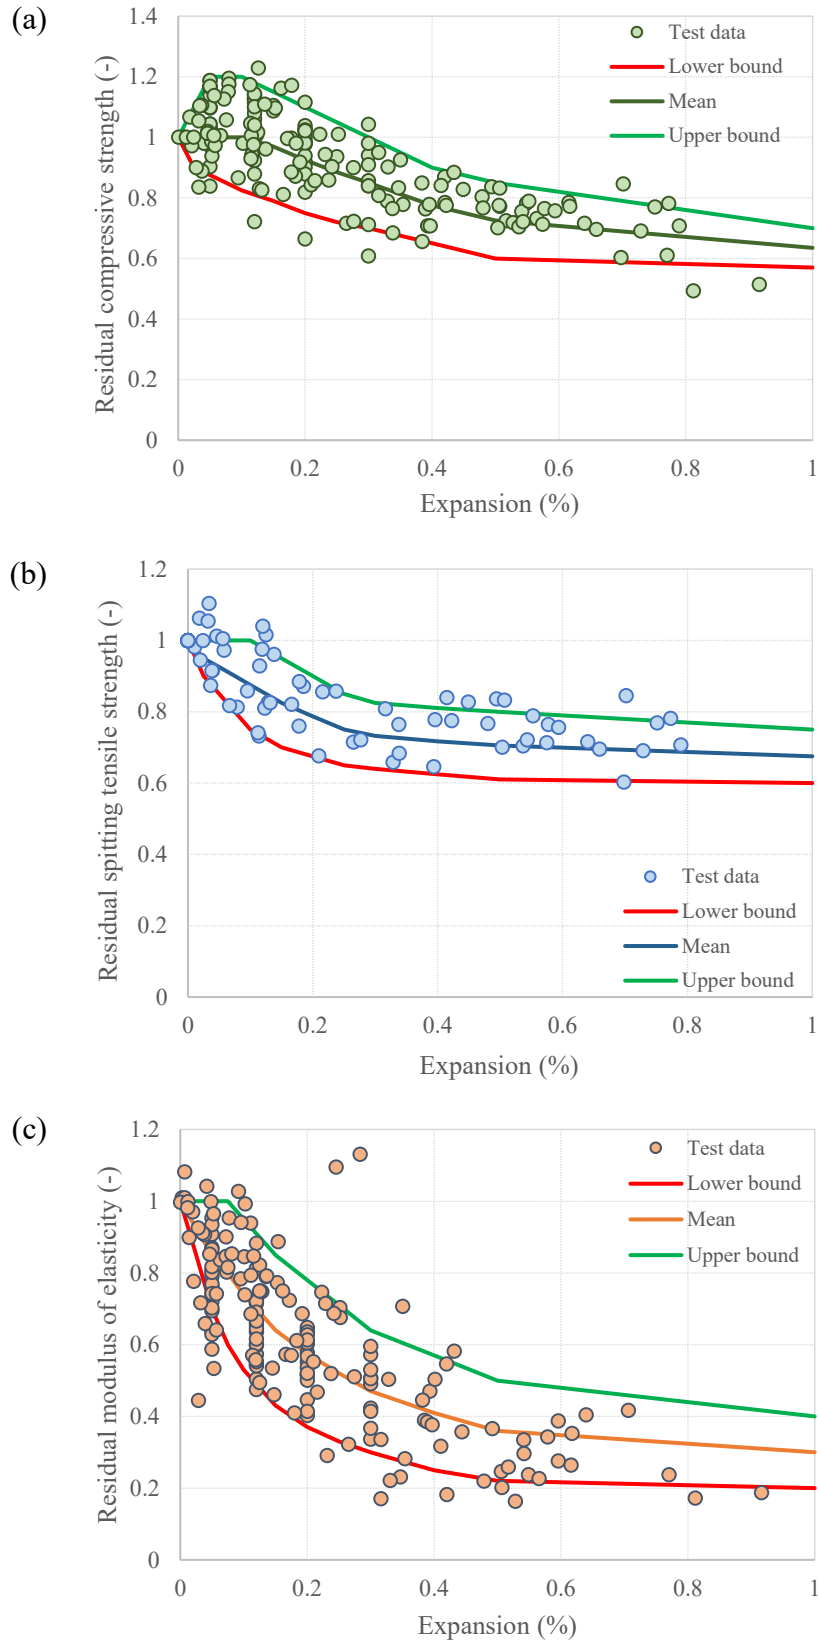 (a)
Residual compressive strength (-)
1.4
1.2
1
0.8
0.6
0.4
0.2
0
Test data
Lower bound
Mean
Upper bound
0 0.2 0.4 0.6 0.8 1
Expansion (%)
(b)
Residual spitting tensile strength (-)
1.2
1
0.8
0.6
0.4
0.2
0
Test data
Lower bound
Mean
Upper bound
0 0.2 0.4 0.6 0.8 1
Expansion (%)
(c)
Residual modulus of elasticity (-)
1.2
1
0.8
0.6
0.4
0.2
0
Test data
Lower bound
Mean
Upper bound
0 0.2 0.4 0.6 0.8 1
Expansion (%)